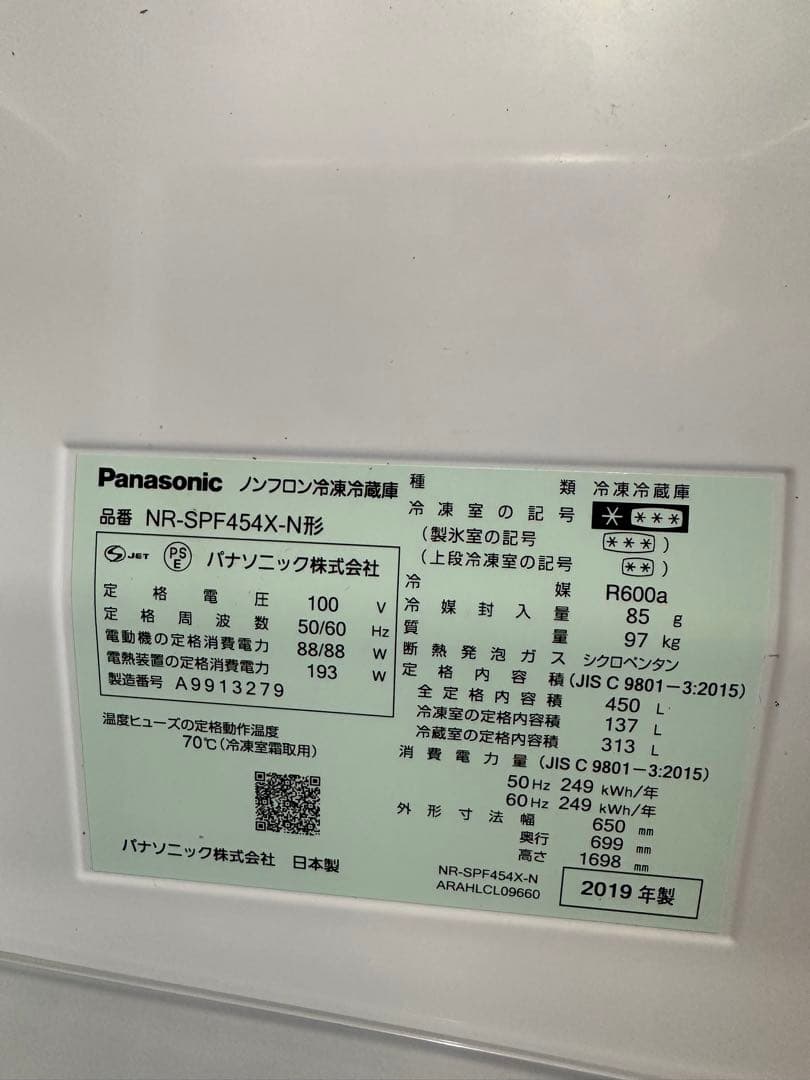 Panasonic ノンフロン冷凍冷蔵庫
品番 NR-SPF454X-N形
S JET PS E パナソニック株式会社
定格電圧 100 V
定格周波数 50/60 Hz
電動機の定格消費電力 88/88 W
電熱装置の定格消費電力 193 W
製造番号 A9913279
温度ヒューズの定格動作温度
70℃(冷凍室霜取用)
パナソニック株式会社 日本製
種類 冷凍冷蔵庫
冷凍室の記号 * ***
(製氷室の記号 *** )
(上段冷凍室の記号 ** )
冷媒 R600a
冷媒封入量 85 g
質量 97 kg
断熱発泡ガス シクロペンタン
定格内容積 (JIS C 9801-3:2015)
全定格内容積 450 L
冷凍室の定格内容積 137 L
冷蔵室の定格内容積 313 L
消費電力量 (JIS C 9801-3:2015)
50Hz 249 kWh/年
60Hz 249 kWh/年
外形寸法 幅 650 mm
奥行 699 mm
高さ 1698 mm
NR-SPF454X-N
ARAHLCL09660
2019 年製